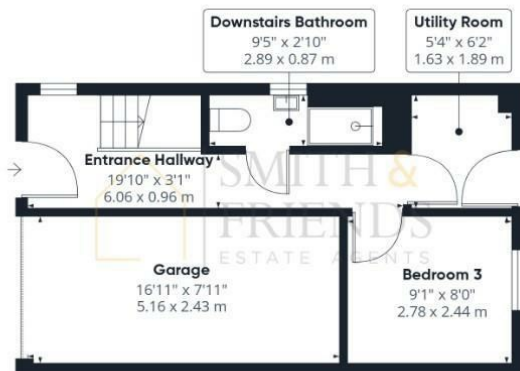 Downstairs Bathroom
9'5" x 2'10"
2.89 x 0.87 m
Utility Room
5'4" x 6'2"
1.63 x 1.89 m
Entrance Hallway
19'10" x 3'1"
6.06 x 0.96 m
SMITH &
FRIENDS
ESTATE AGENTS
Garage
16'11" x 7'11"
5.16 x 2.43 m
Bedroom 3
9'1" x 8'0"
2.78 x 2.44 m